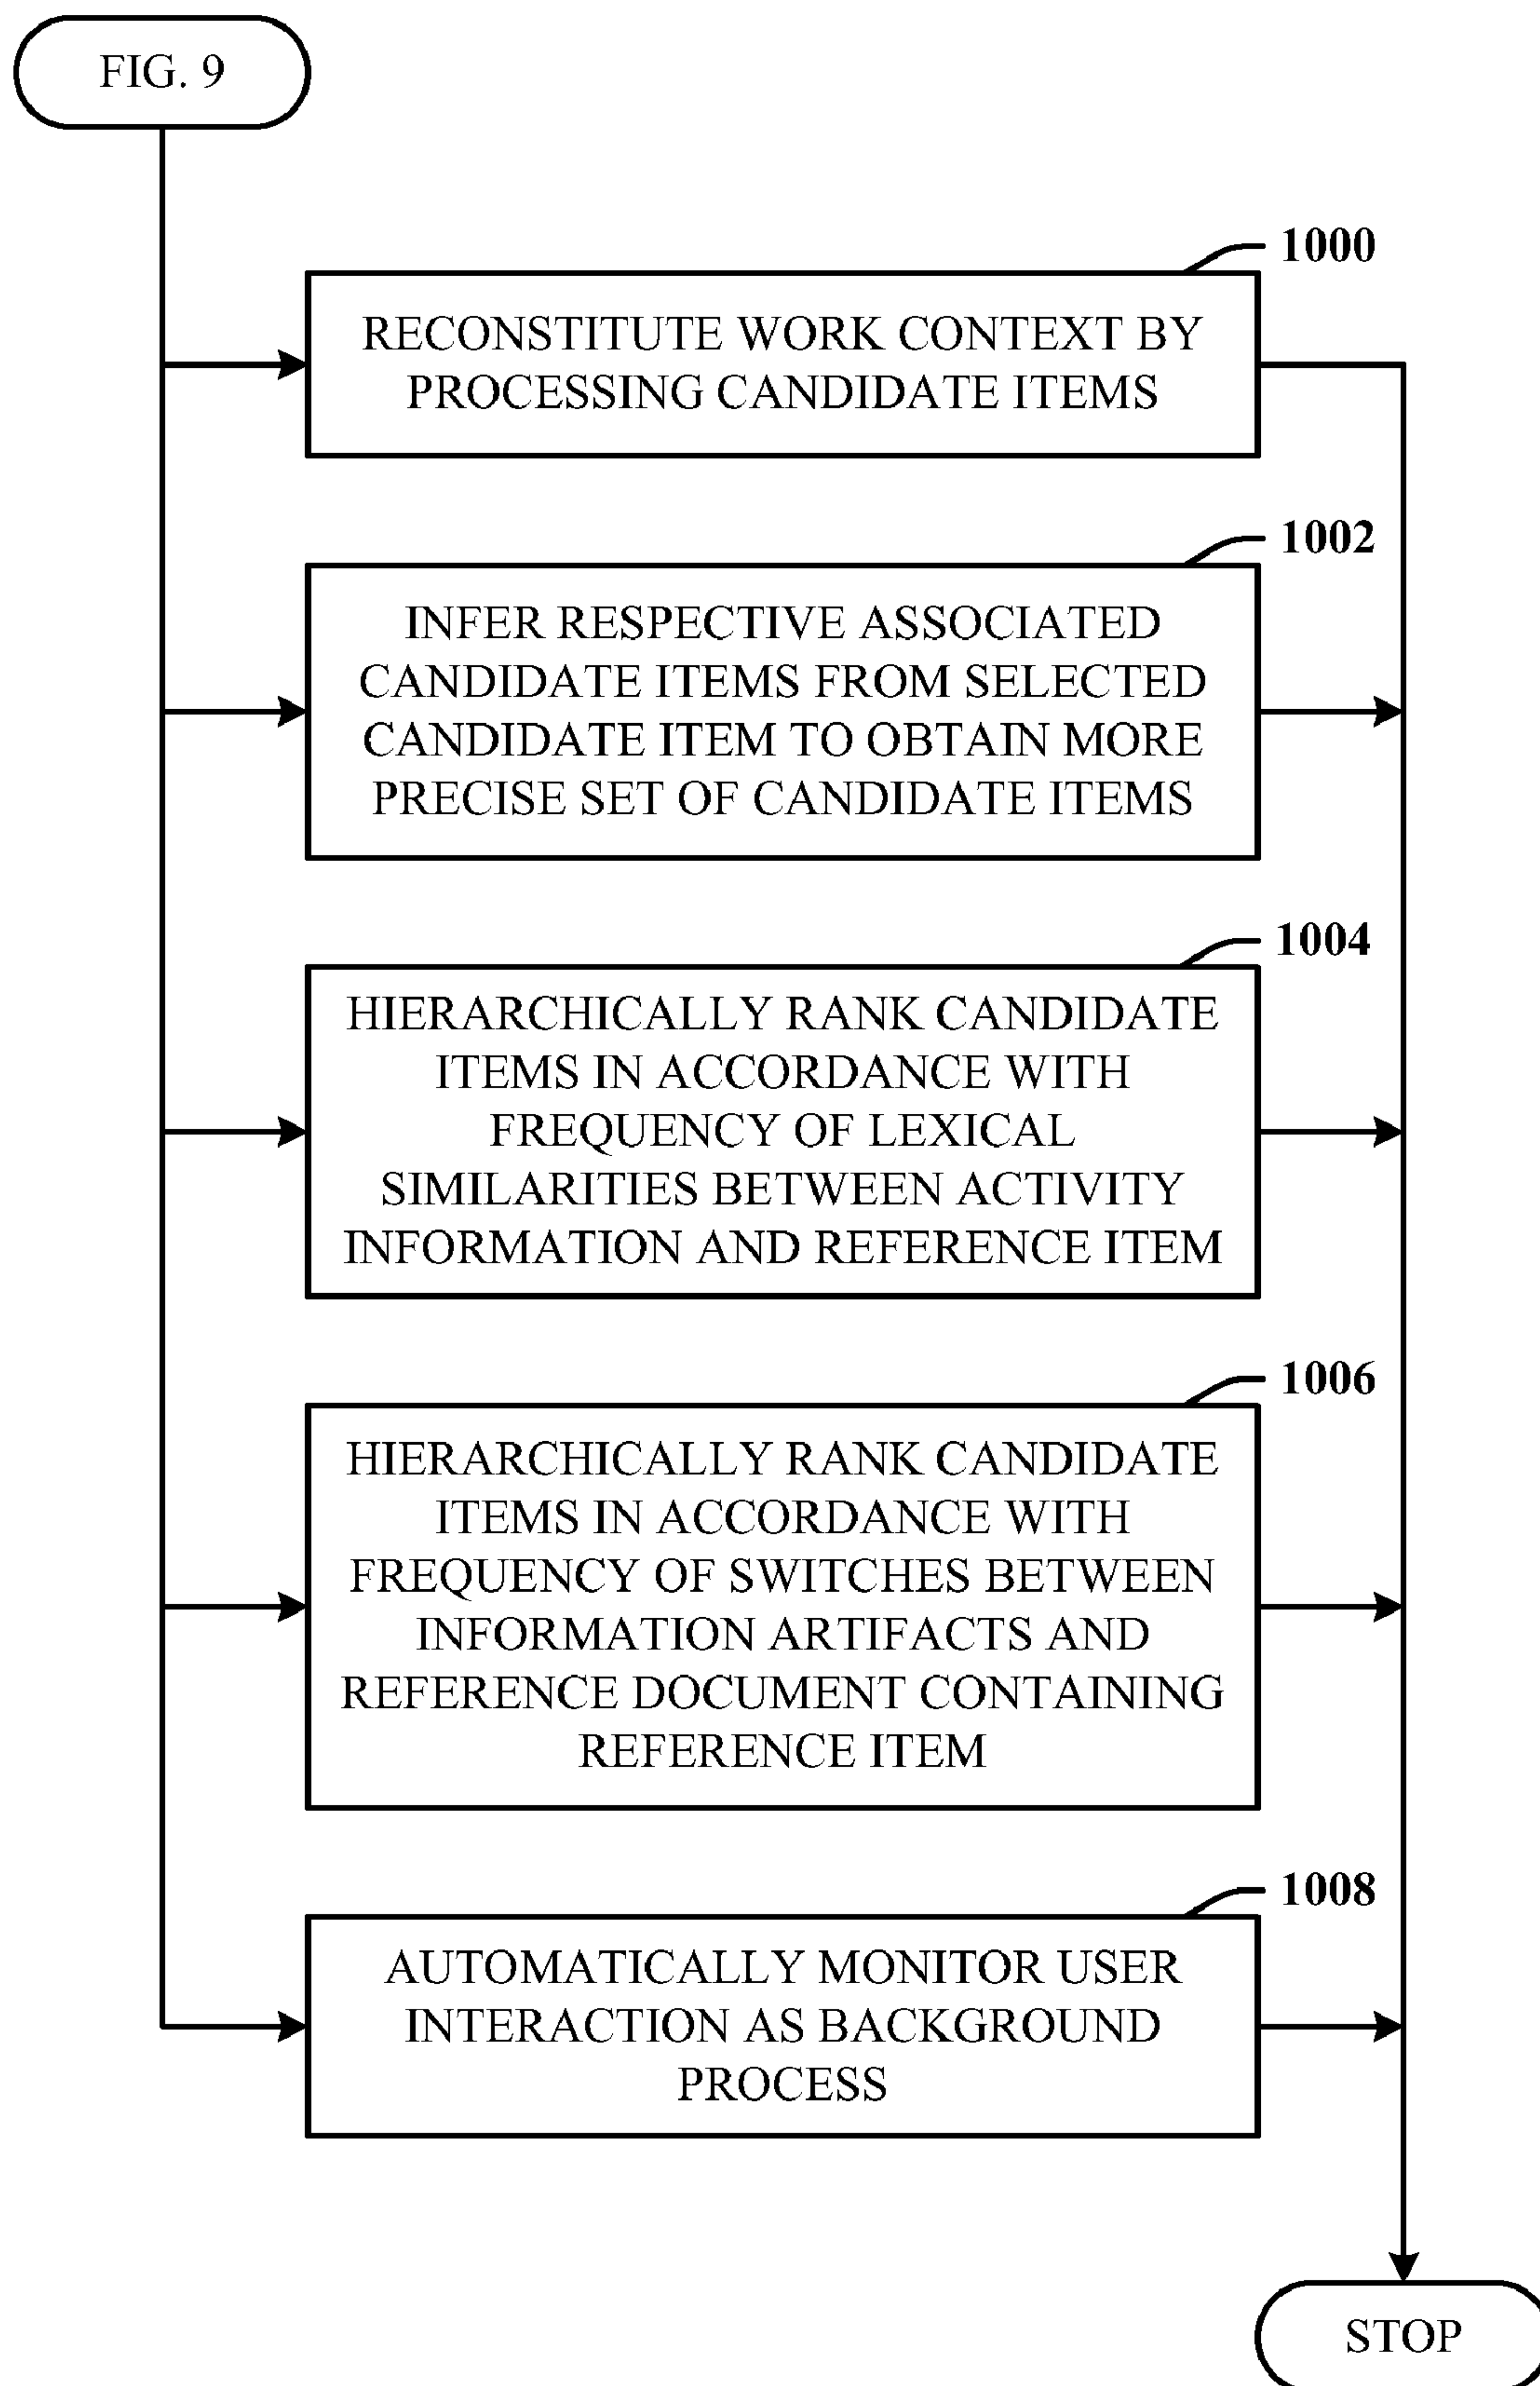 FIG. 9
1000
RECONSTITUTE WORK CONTEXT BY
PROCESSING CANDIDATE ITEMS
1002
INFER RESPECTIVE ASSOCIATED
CANDIDATE ITEMS FROM SELECTED
CANDIDATE ITEM TO OBTAIN MORE
PRECISE SET OF CANDIDATE ITEMS
1004
HIERARCHICALLY RANK CANDIDATE
ITEMS IN ACCORDANCE WITH
FREQUENCY OF LEXICAL
SIMILARITIES BETWEEN ACTIVITY
INFORMATION AND REFERENCE ITEM
1006
HIERARCHICALLY RANK CANDIDATE
ITEMS IN ACCORDANCE WITH
FREQUENCY OF SWITCHES BETWEEN
INFORMATION ARTIFACTS AND
REFERENCE DOCUMENT CONTAINING
REFERENCE ITEM
1008
AUTOMATICALLY MONITOR USER
INTERACTION AS BACKGROUND
PROCESS
STOP